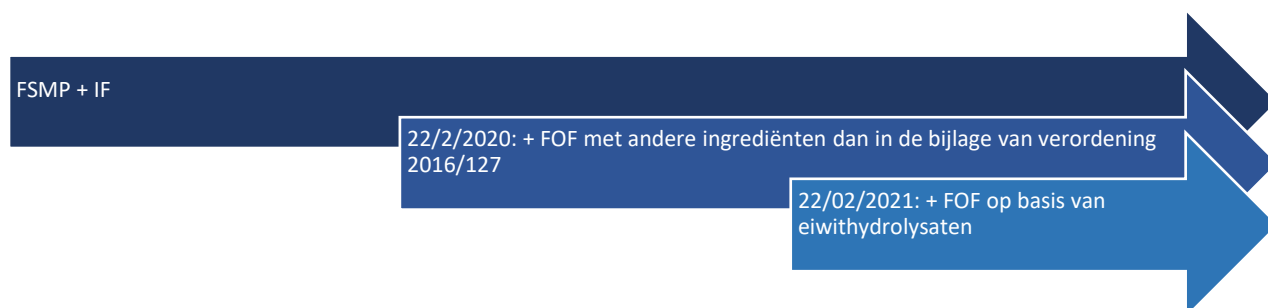 FSMP + IF
22/2/2020: + FOF met andere ingrediënten dan in de bijlage van verordening
2016/127
22/02/2021: + FOF op basis van
eiwithydrolysaten